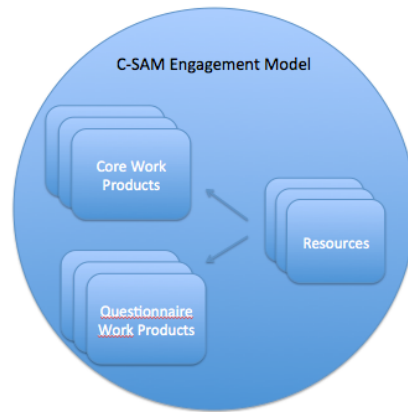 C-SAM Engagement Model
Core Work
Products
Resources
Questionnaire
Work Products